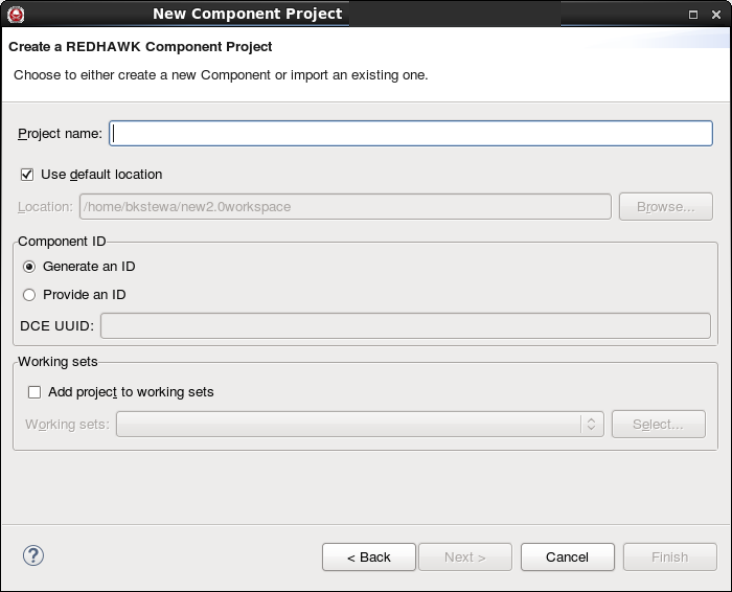 New Component Project
Create a REDHAWK Component Project
Choose to either create a new Component or import an existing one.
Project name:
Use default location
Location: /home/bkstewa/new2.0workspace Browse...
Component ID
Generate an ID
Provide an ID
DCE UUID:
Working sets
Add project to working sets
Working sets: Select...
? < Back Next > Cancel Finish